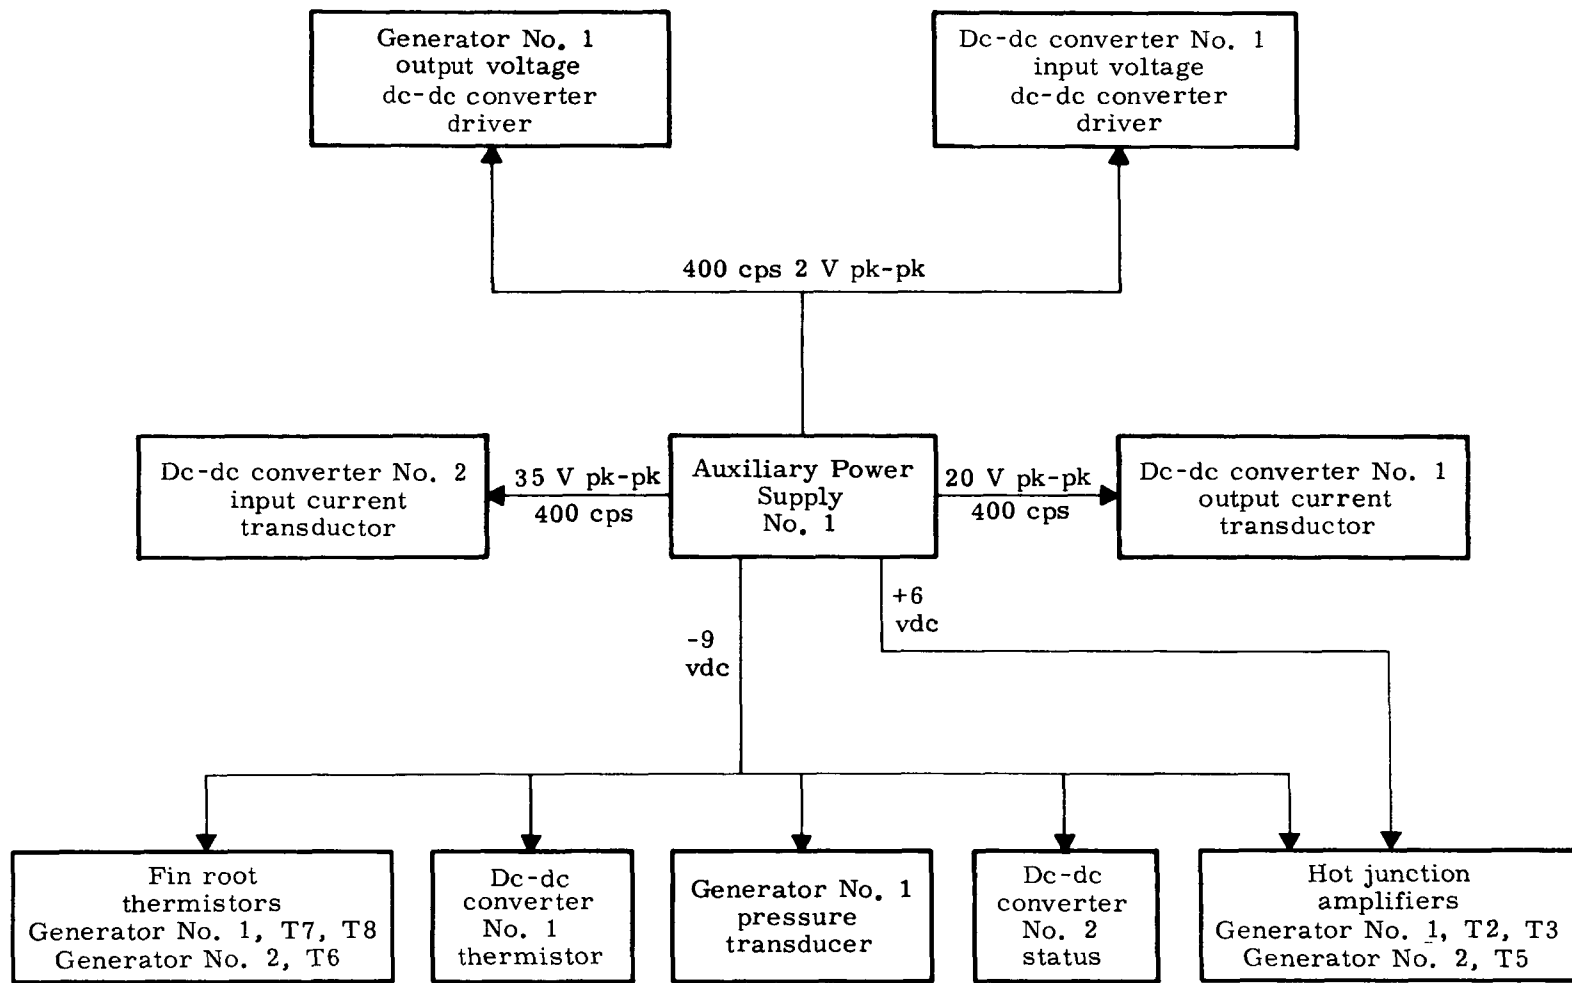 Generator No. 1
output voltage
dc-dc converter
driver
Dc-dc converter No. 1
input voltage
dc-dc converter
driver
400 cps 2 V pk-pk
Dc-dc converter No. 2
input current
transductor
35 V pk-pk
400 cps
Auxiliary Power
Supply
No. 1
20 V pk-pk
400 cps
Dc-dc converter No. 1
output current
transductor
-9
vdc
+6
vdc
Fin root
thermistors
Generator No. 1, T7, T8
Generator No. 2, T6
Dc-dc
converter
No. 1
thermistor
Generator No. 1
pressure
transducer
Dc-dc
converter
No. 2
status
Hot junction
amplifiers
Generator No. 1, T2, T3
Generator No. 2, T5